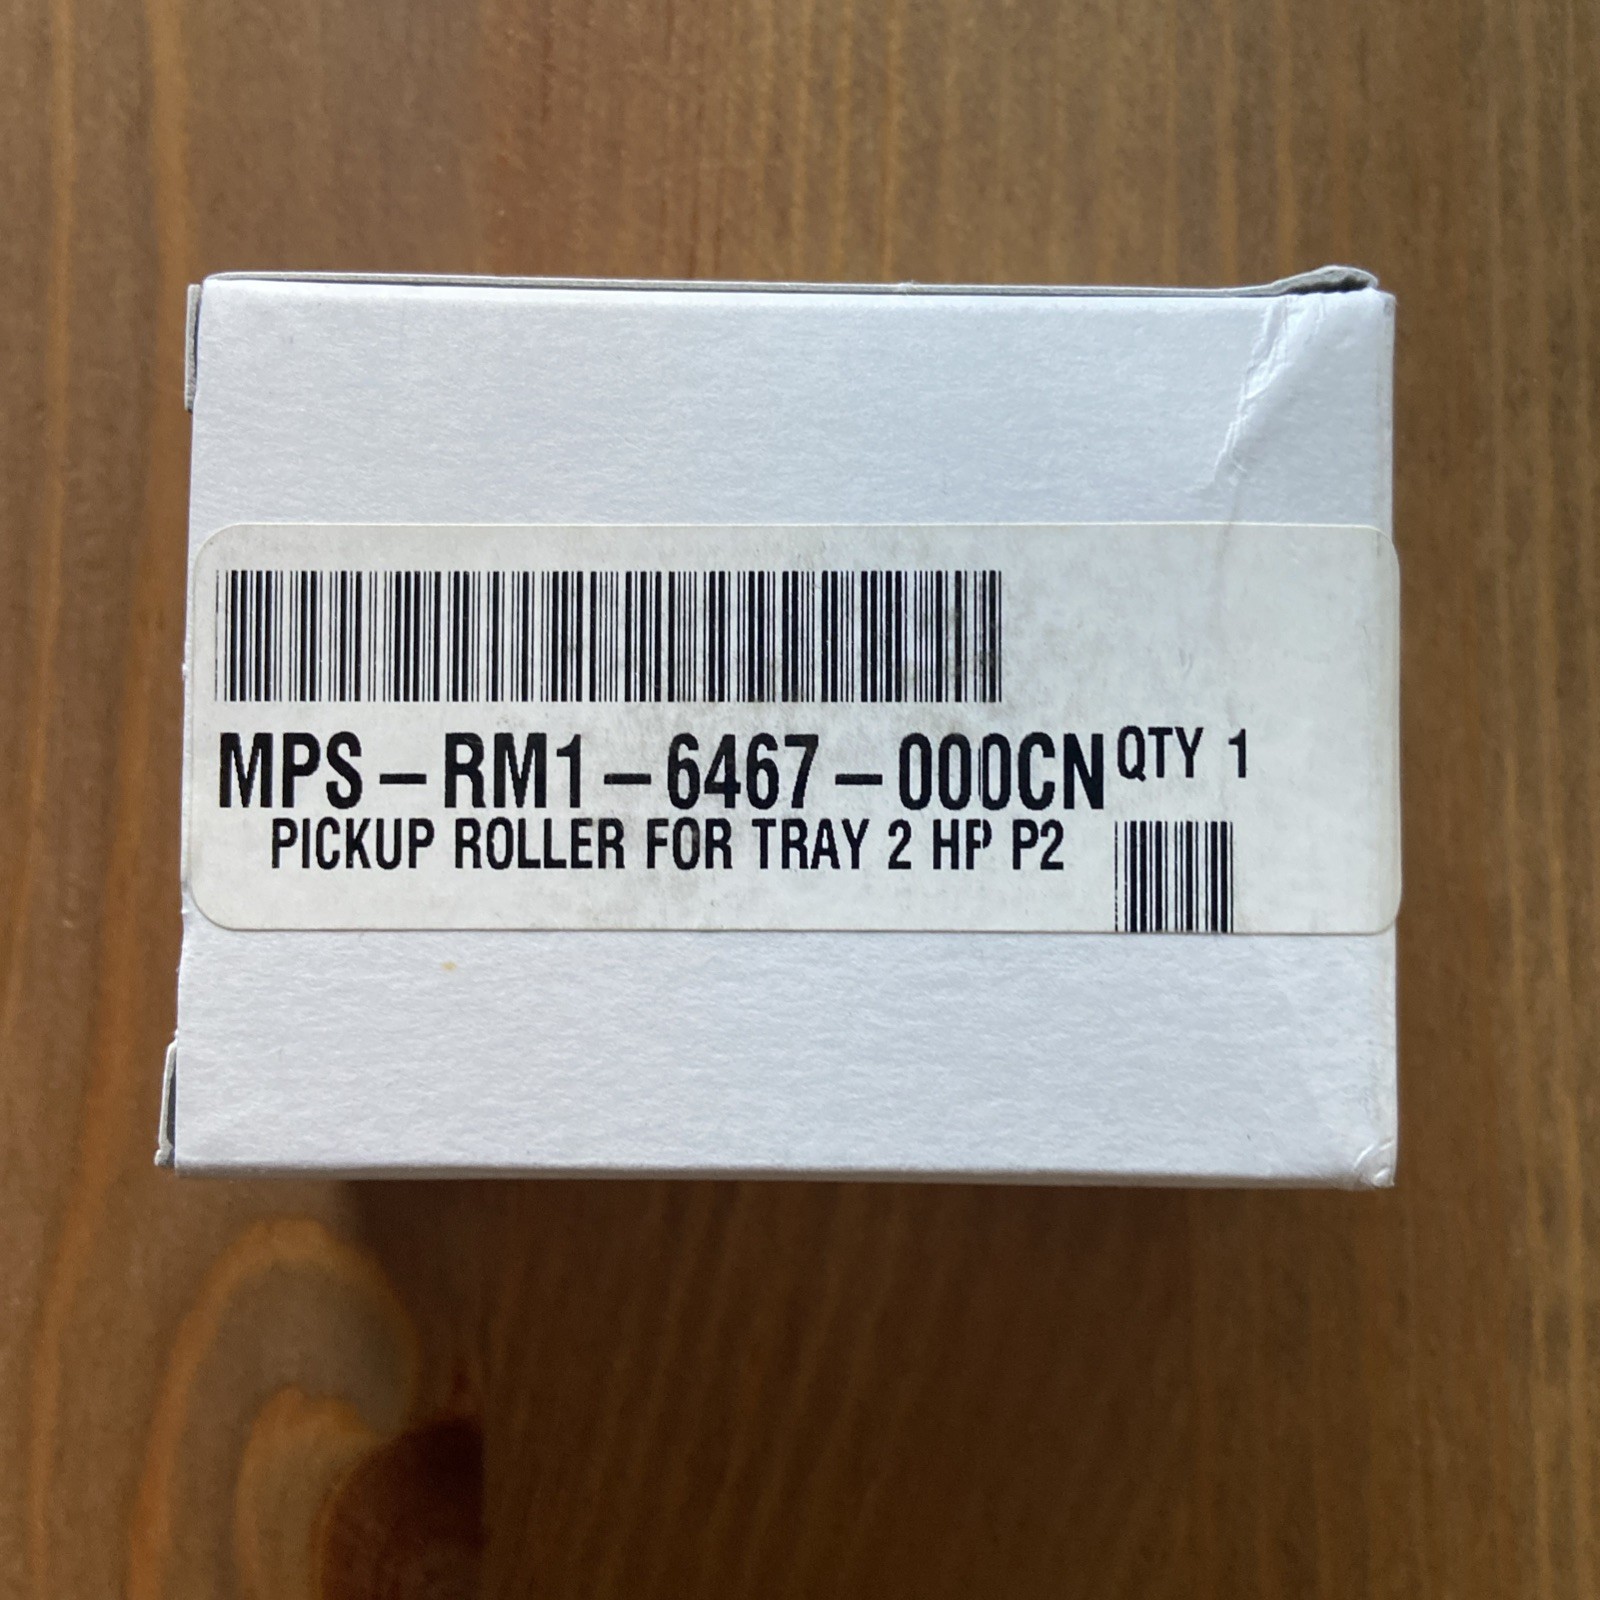 MPS-RM1-6467-000CN QTY 1
PICKUP ROLLER FOR TRAY 2 HP P2